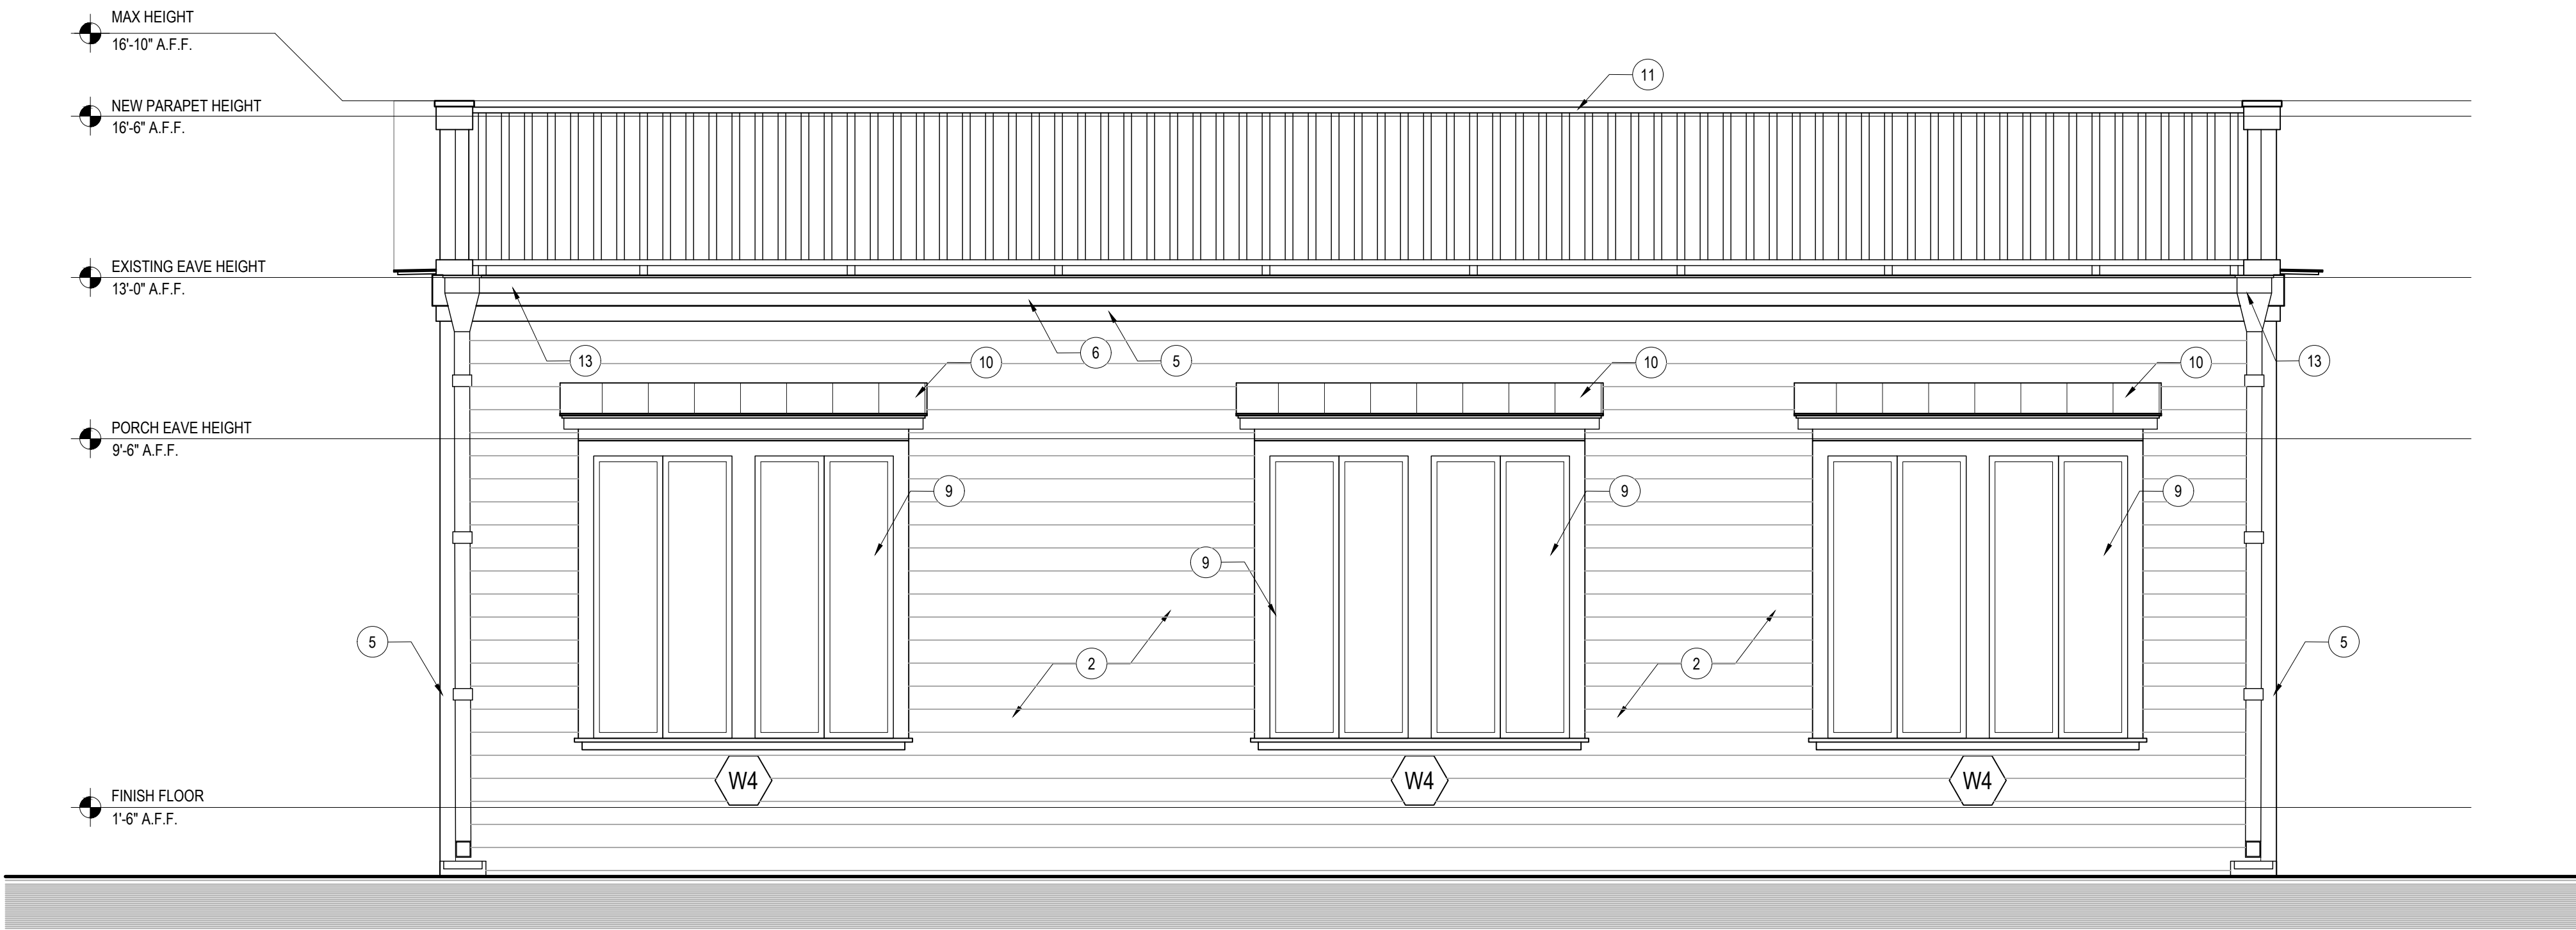 MAX HEIGHT
16'-10" A.F.F.
11
NEW PARAPET HEIGHT
16'-6" A.F.F.
EXISTING EAVE HEIGHT
13'-0" A.F.F.
13
10
6
5
10
10
13
PORCH EAVE HEIGHT
9'-6" A.F.F.
9
9
9
9
5
2
2
5
W4
W4
W4
FINISH FLOOR
1'-6" A.F.F.